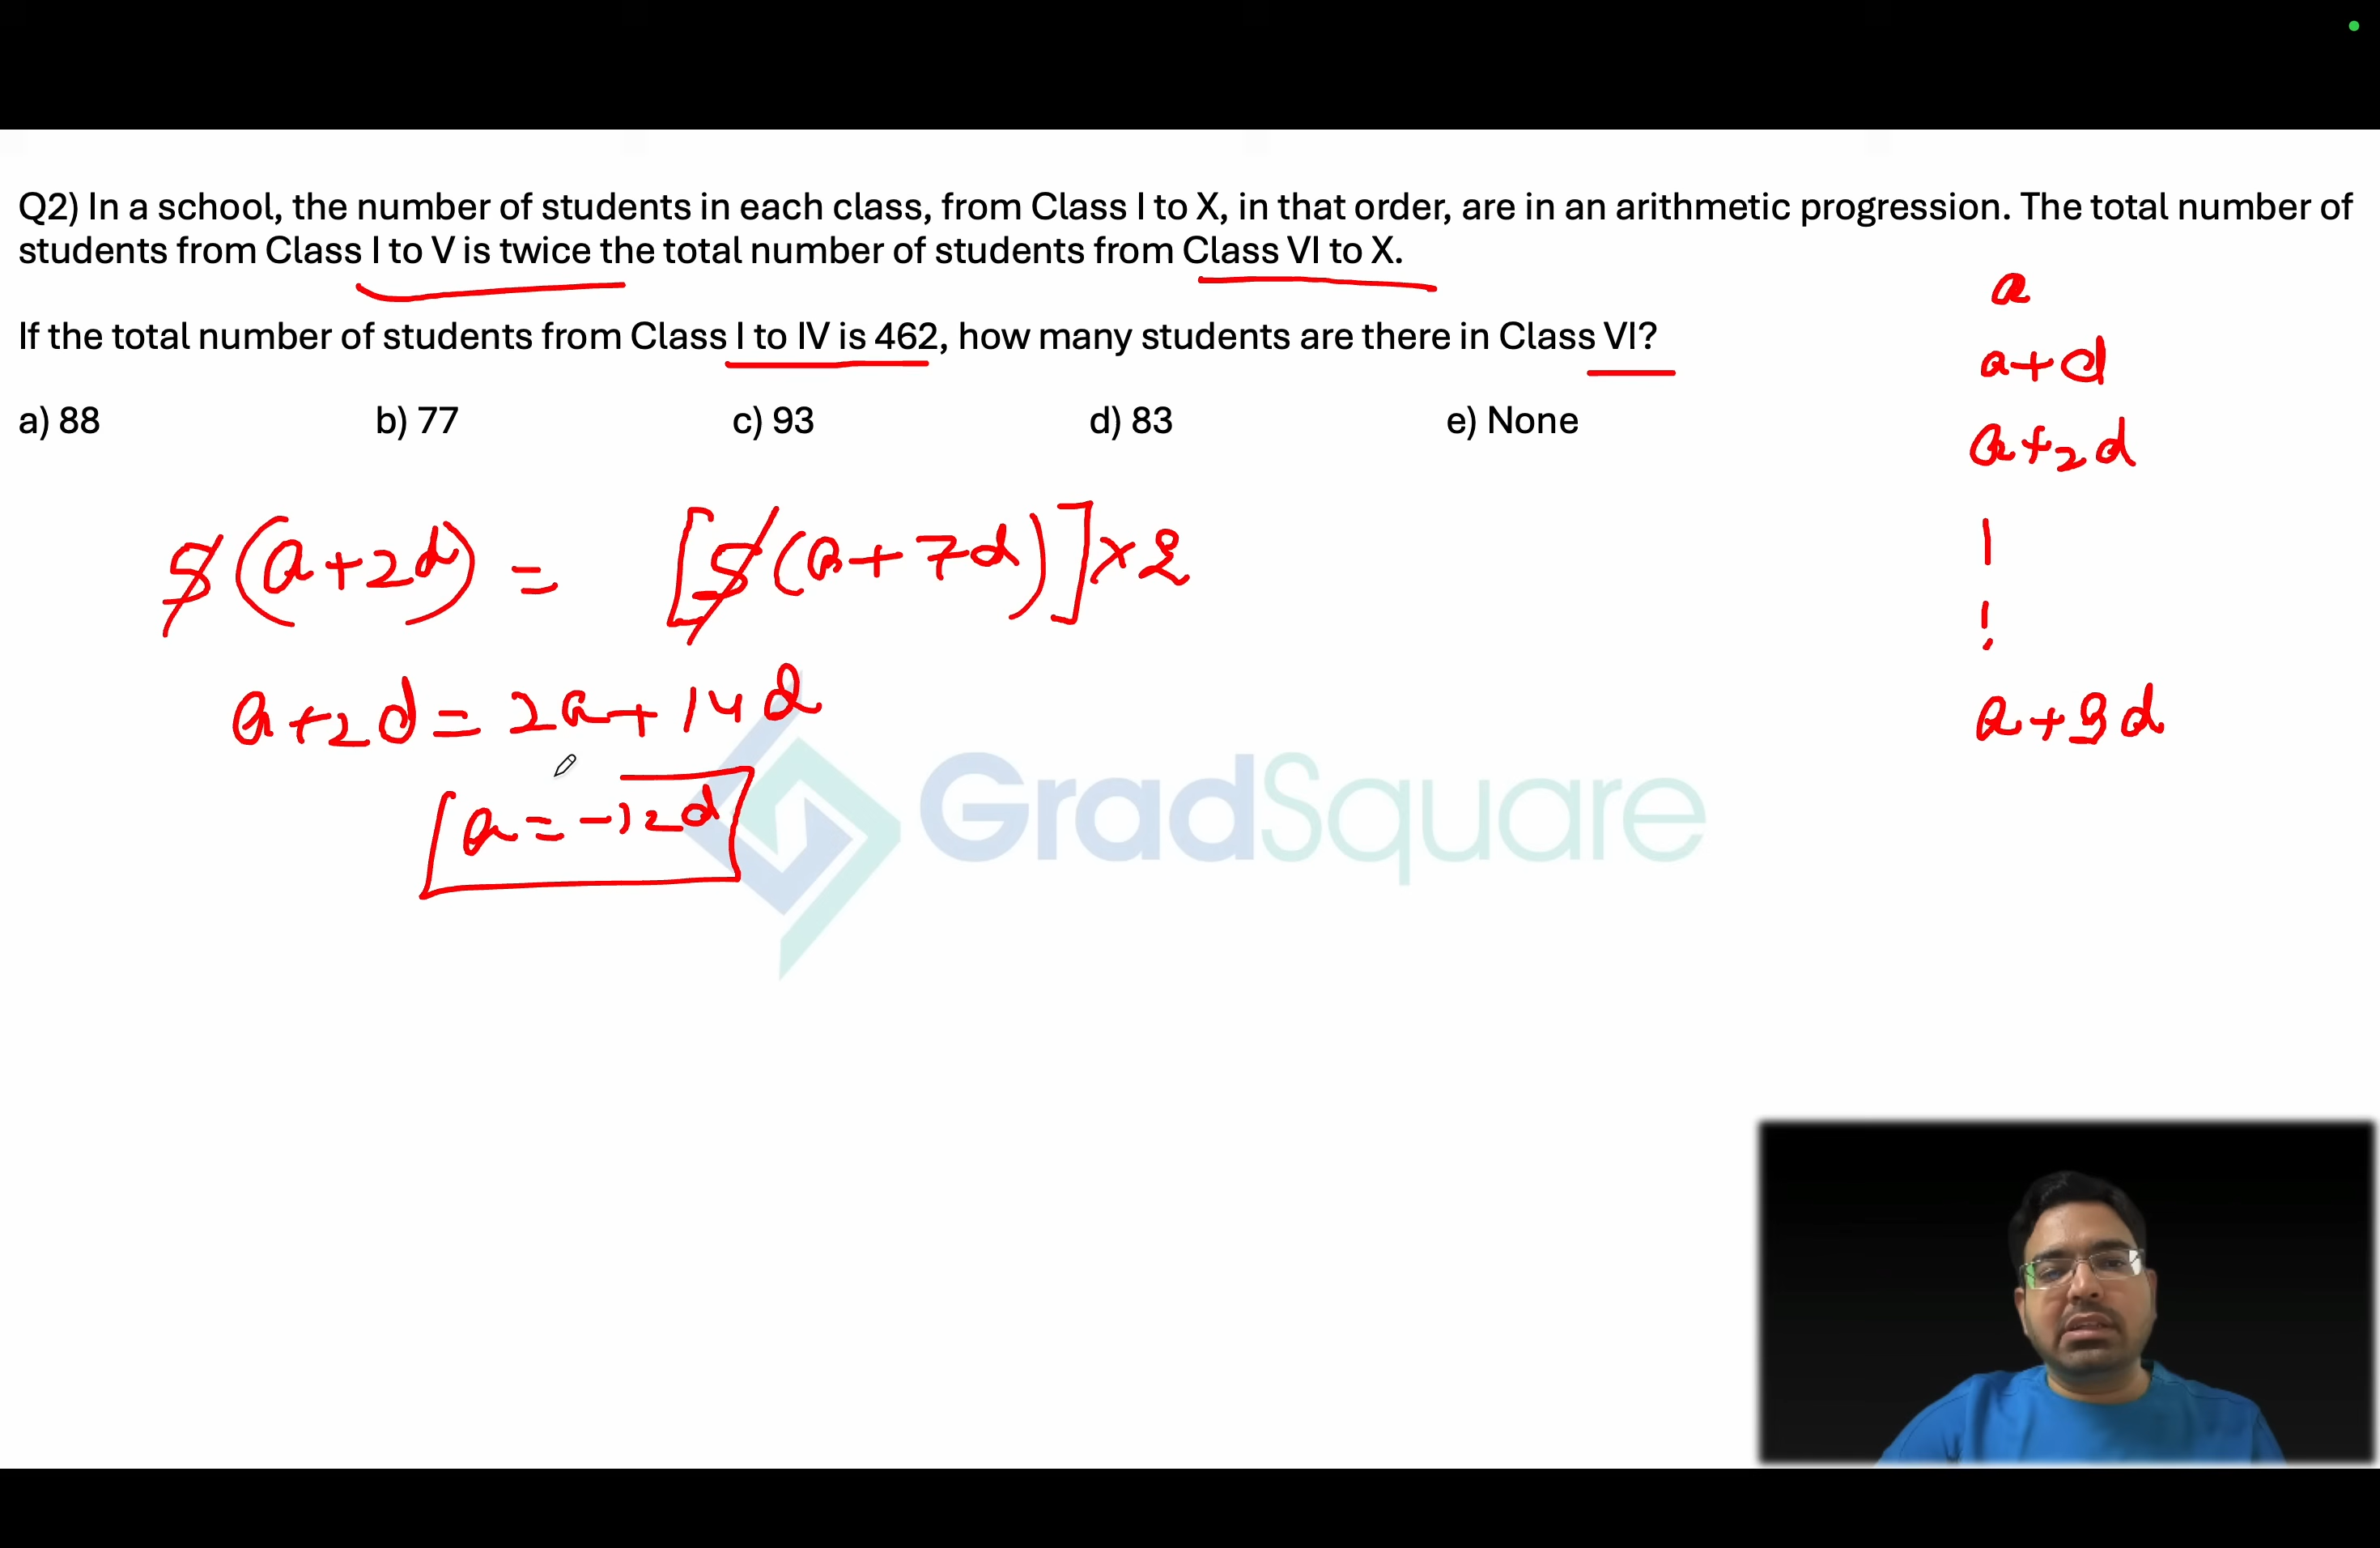 Q2) In a school, the number of students in each class, from Class I to X, in that order, are in an arithmetic progression. The total number of
students from Class I to V is twice the total number of students from Class VI to X.
If the total number of students from Class I to IV is 462, how many students are there in Class VI?
a) 88 b) 77 c) 93 d) 83 e) None
a
a+d
a+2d
a+9d
5(a+2d) = [5(a+7d)]×2
a+2d=2a+14d
a=-12d
GradSquare